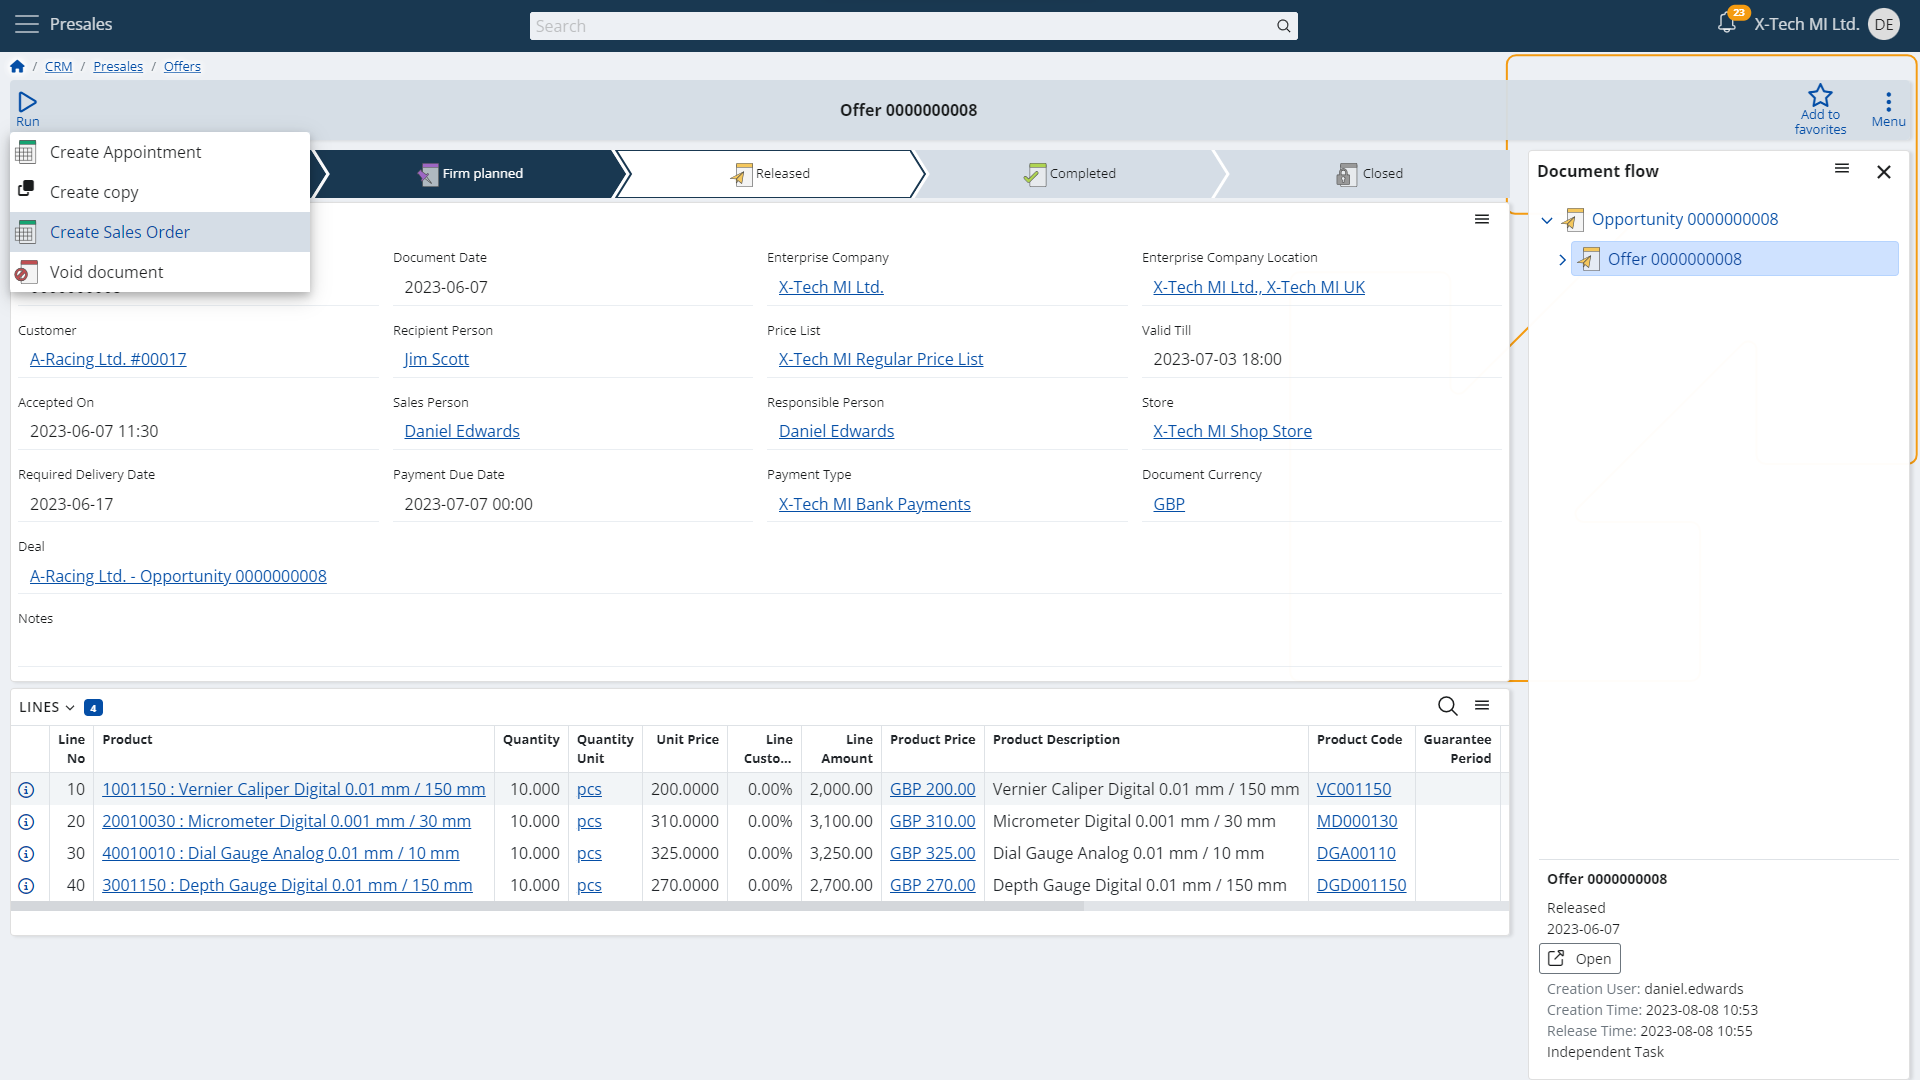 Presales
Search
23
X-Tech MI Ltd.
DE
/ CRM / Presales / Offers
Run
Offer 0000000008
Add to favorites
Menu
Create Appointment
Create copy
Create Sales Order
Void document
Firm planned
Released
Completed
Closed
Document Date
2023-06-07
Enterprise Company
X-Tech MI Ltd.
Enterprise Company Location
X-Tech MI Ltd., X-Tech MI UK
Customer
A-Racing Ltd. #00017
Recipient Person
Jim Scott
Price List
X-Tech MI Regular Price List
Valid Till
2023-07-03 18:00
Accepted On
2023-06-07 11:30
Sales Person
Daniel Edwards
Responsible Person
Daniel Edwards
Store
X-Tech MI Shop Store
Required Delivery Date
2023-06-17
Payment Due Date
2023-07-07 00:00
Payment Type
X-Tech MI Bank Payments
Document Currency
GBP
Deal
A-Racing Ltd. - Opportunity 0000000008
Notes
LINES 4
Line No Product Quantity Quantity Unit Unit Price Line Custo... Line Amount Product Price Product Description Product Code Guarantee Period
10 1001150 : Vernier Caliper Digital 0.01 mm / 150 mm 10.000 pcs 200.0000 0.00% 2,000.00 GBP 200.00 Vernier Caliper Digital 0.01 mm / 150 mm VC001150
20 20010030 : Micrometer Digital 0.001 mm / 30 mm 10.000 pcs 310.0000 0.00% 3,100.00 GBP 310.00 Micrometer Digital 0.001 mm / 30 mm MD000130
30 40010010 : Dial Gauge Analog 0.01 mm / 10 mm 10.000 pcs 325.0000 0.00% 3,250.00 GBP 325.00 Dial Gauge Analog 0.01 mm / 10 mm DGA00110
40 3001150 : Depth Gauge Digital 0.01 mm / 150 mm 10.000 pcs 270.0000 0.00% 2,700.00 GBP 270.00 Depth Gauge Digital 0.01 mm / 150 mm DGD001150
Document flow
Opportunity 0000000008
Offer 0000000008
Offer 0000000008
Released
2023-06-07
Open
Creation User: daniel.edwards
Creation Time: 2023-08-08 10:53
Release Time: 2023-08-08 10:55
Independent Task